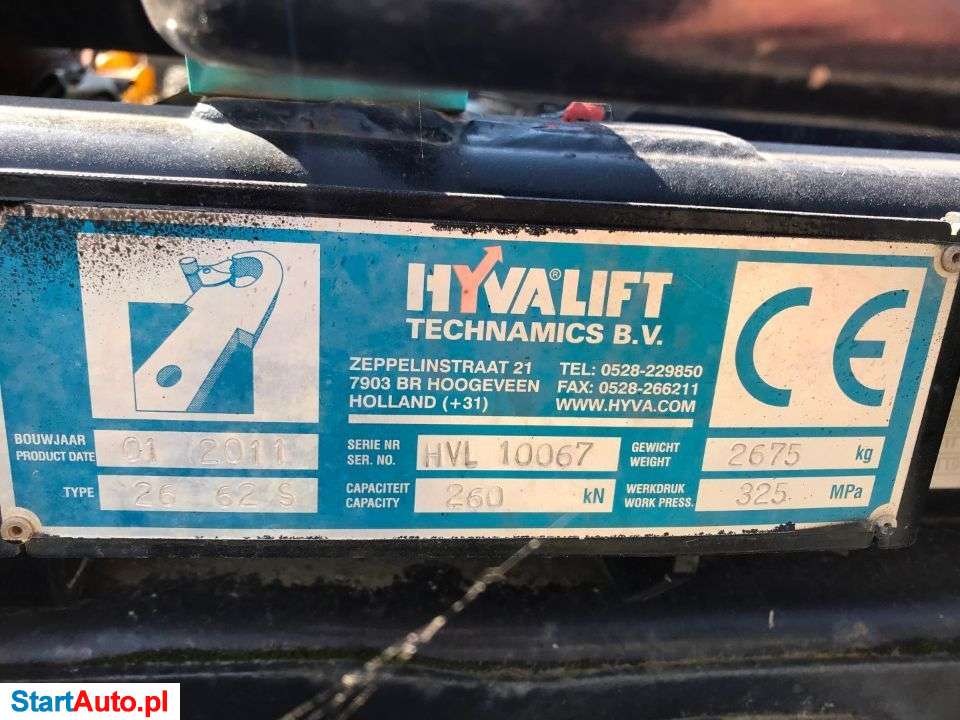 HYVALIFT®
TECHNAMICS B.V.
ZEPPELINSTRAAT 21 TEL: 0528-229850
7903 BR HOOGEVEEN FAX: 0528-266211
HOLLAND (+31) WWW.HYVA.COM
CE
BOUWJAAR
PRODUCT DATE 01 2011
SERIE NR
SER. NO. HVL 10067
GEWICHT
WEIGHT 2675 kg
TYPE 26 62 S
CAPACITEIT
CAPACITY 260 kN
WERKDRUK
WORK PRESS. 325 MPa
StartAuto.pl